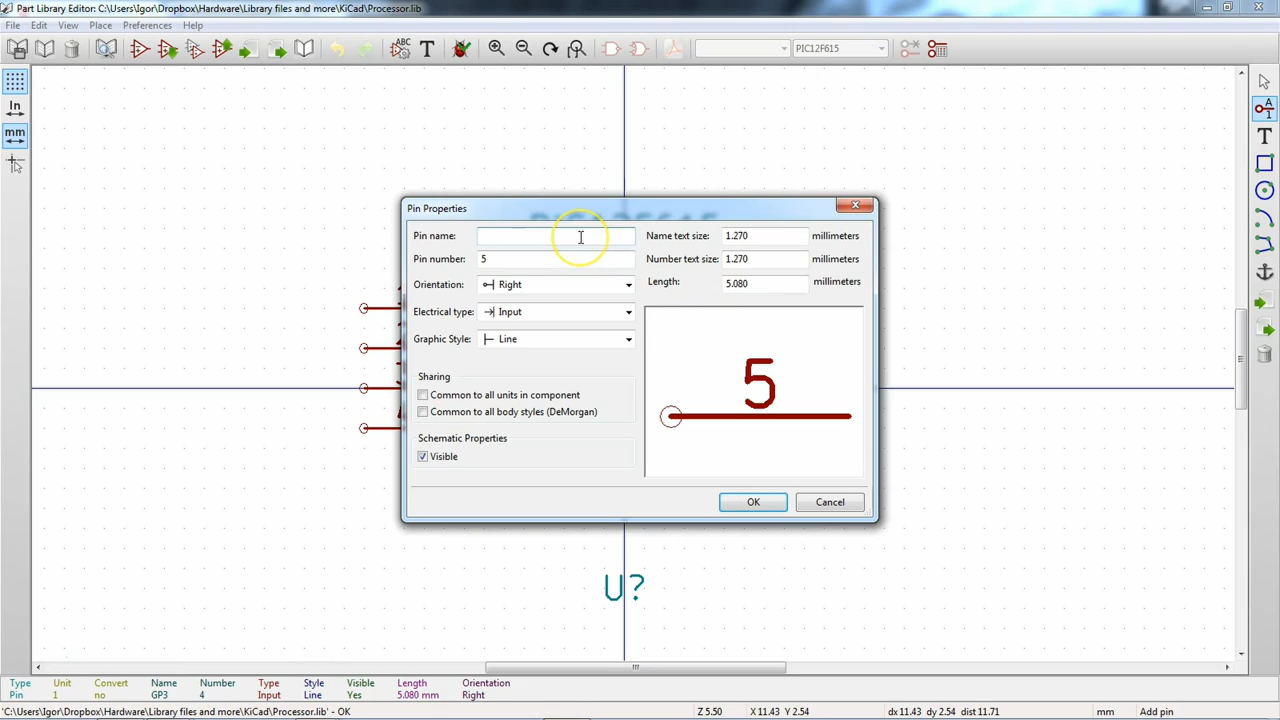 Part Library Editor: C:\Users\Igor\Dropbox\Hardware\Library files and more\KiCad\Processor.lib
File Edit View Place Preferences Help
ABC T PIC12F615
In
mm
A
1
T
Pin Properties
Pin name:
Name text size: 1.270 millimeters
Pin number: 5
Number text size: 1.270 millimeters
Orientation: Right
Length: 5.080 millimeters
Electrical type: Input
Graphic Style: Line
5
Sharing
Common to all units in component
Common to all body styles (DeMorgan)
Schematic Properties
Visible
OK Cancel
U?
Type Unit Convert Name Number Type Style Visible Length Orientation
Pin 1 no GP3 4 Input Line Yes 5.080 mm Right
'C:\Users\Igor\Dropbox\Hardware\Library files and more\KiCad\Processor.lib' - OK Z 5.50 X 11.43 Y 2.54 dx 11.43 dy 2.54 dist 11.71 mm Add pin